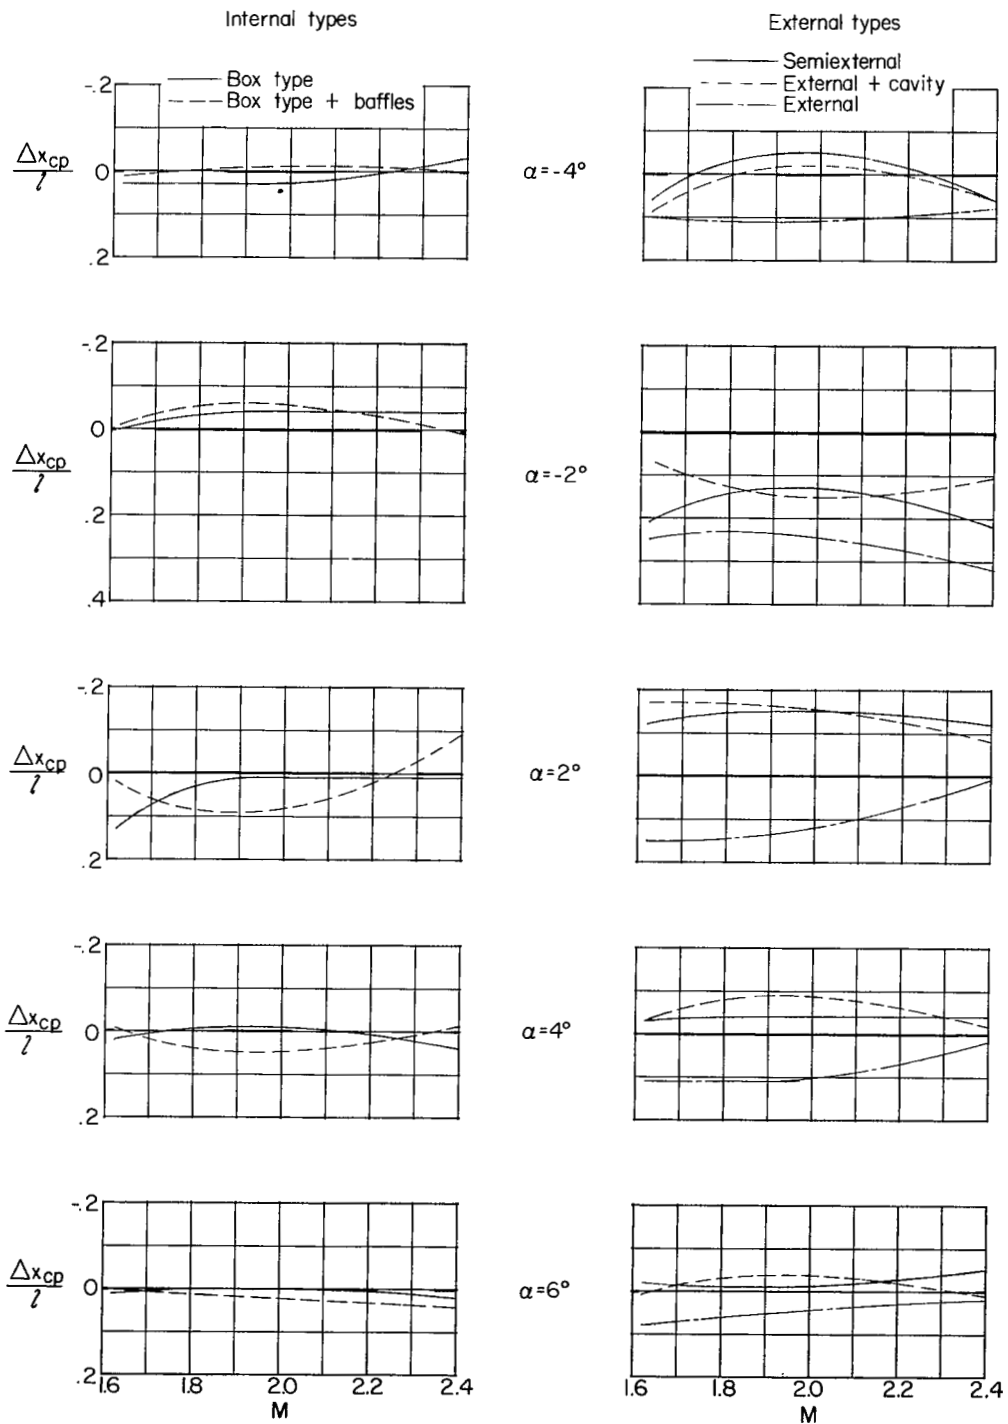 Internal types
External types
Box type
Box type + baffles
Semiexternal
External + cavity
External
-.2
0
.2
Δxcp
l
α=-4°
-.2
0
.2
.4
Δxcp
l
α=-2°
-.2
0
.2
Δxcp
l
α=2°
-.2
0
.2
Δxcp
l
α=4°
-.2
0
.2
Δxcp
l
α=6°
1.6 1.8 2.0 2.2 2.4
M
1.6 1.8 2.0 2.2 2.4
M